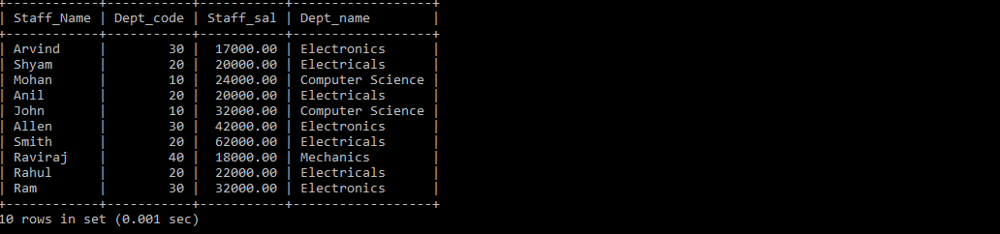 +------------+-----------+-----------+------------------+
| Staff_Name | Dept_code | Staff_sal | Dept_name        |
+------------+-----------+-----------+------------------+
| Arvind     |        30 |  17000.00 | Electronics      |
| Shyam      |        20 |  20000.00 | Electricals      |
| Mohan      |        10 |  24000.00 | Computer Science |
| Anil       |        20 |  20000.00 | Electricals      |
| John       |        10 |  32000.00 | Computer Science |
| Allen      |        30 |  42000.00 | Electronics      |
| Smith      |        20 |  62000.00 | Electricals      |
| Raviraj    |        40 |  18000.00 | Mechanics        |
| Rahul      |        20 |  22000.00 | Electricals      |
| Ram        |        30 |  32000.00 | Electronics      |
+------------+-----------+-----------+------------------+
10 rows in set (0.001 sec)